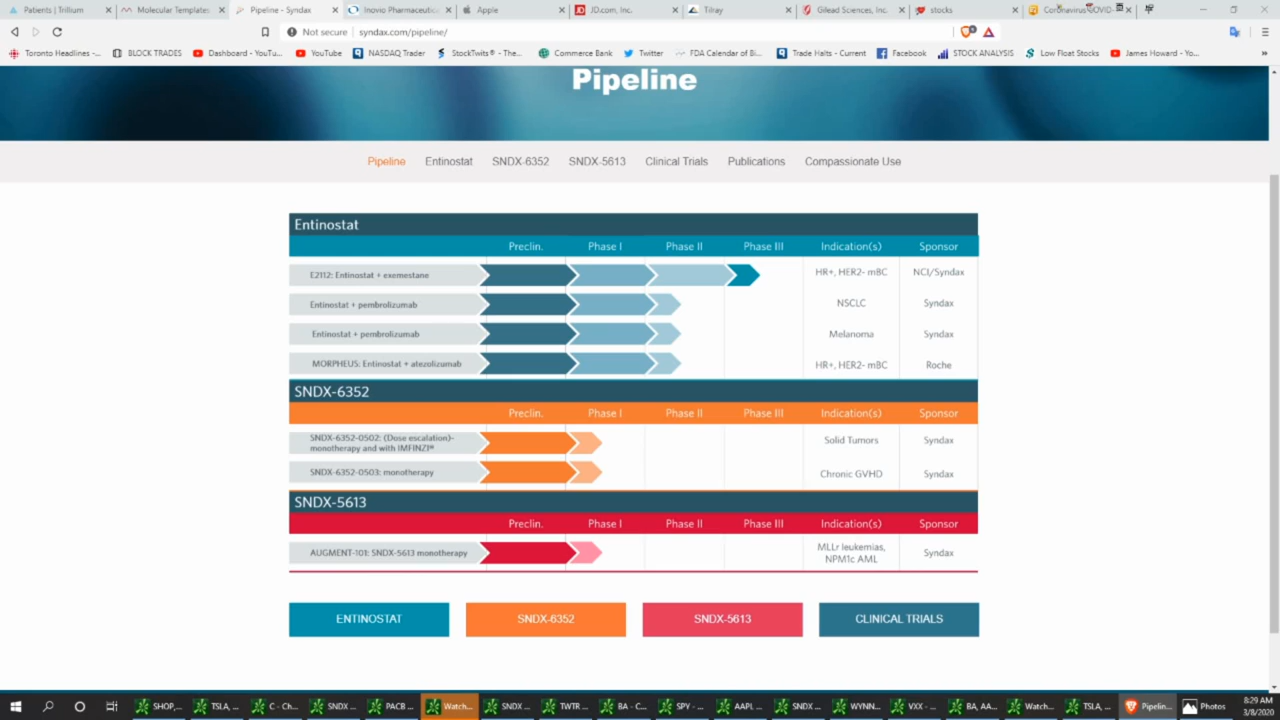 Patients | Trillium
Molecular Templates
Pipeline - Syndax
Inovio Pharmaceutic
Apple
JD.com, Inc.
Tilray
Gilead Sciences, Inc.
stocks
Coronavirus COVID-
Not secure | syndax.com/pipeline/
Toronto Headlines -...
BLOCK TRADES
Dashboard - YouTu...
YouTube
NASDAQ Trader
StockTwits® - The...
Commerce Bank
Twitter
FDA Calendar of Bi...
Trade Halts - Current
Facebook
STOCK ANALYSIS
Low Float Stocks
James Howard - Yo...
Pipeline
Pipeline Entinostat SNDX-6352 SNDX-5613 Clinical Trials Publications Compassionate Use
Entinostat
Preclin. Phase I Phase II Phase III Indication(s) Sponsor
E2112: Entinostat + exemestane HR+, HER2- mBC NCI/Syndax
Entinostat + pembrolizumab NSCLC Syndax
Entinostat + pembrolizumab Melanoma Syndax
MORPHEUS: Entinostat + atezolizumab HR+, HER2- mBC Roche
SNDX-6352
Preclin. Phase I Phase II Phase III Indication(s) Sponsor
SNDX-6352-0502: (Dose escalation)-
monotherapy and with IMFINZI® Solid Tumors Syndax
SNDX-6352-0503: monotherapy Chronic GVHD Syndax
SNDX-5613
Preclin. Phase I Phase II Phase III Indication(s) Sponsor
AUGMENT-101: SNDX-5613 monotherapy MLLr leukemias,
NPM1c AML Syndax
ENTINOSTAT SNDX-6352 SNDX-5613 CLINICAL TRIALS
SHOP,...
TSLA, ...
C - Ch...
SNDX ...
PACB ...
Watch...
SNDX ...
TWTR ...
BA - C...
SPY - ...
AAPL ...
SNDX ...
WYNN...
VXX - ...
BA, AA...
Watch...
TSLA, ...
Pipelin...
Photos
8:29 AM
3/8/2020